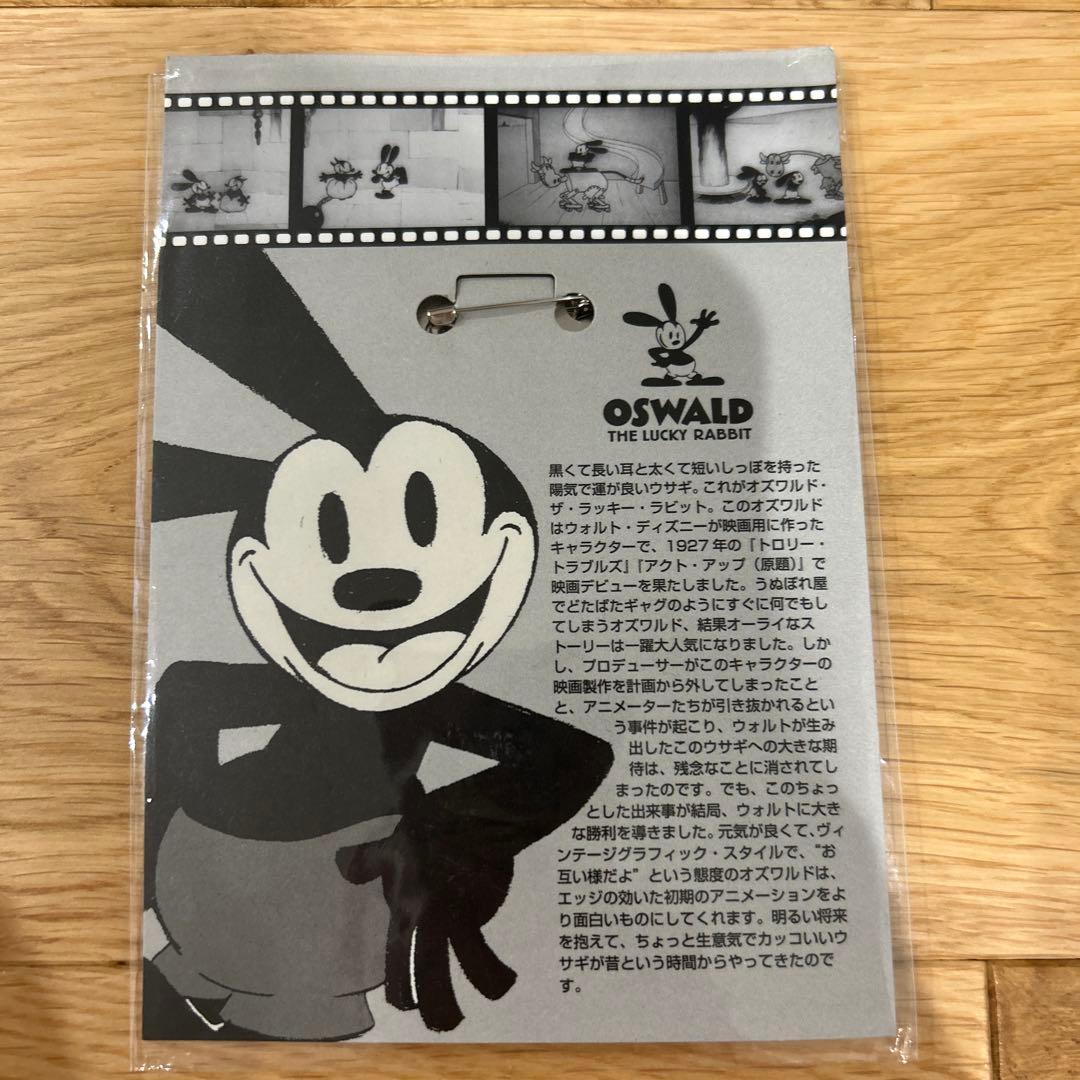 OSWALD
THE LUCKY RABBIT
黒くて長い耳と太くて短いしっぽを持った
陽気で運が良いウサギ。これがオズワルド・
ザ・ラッキー・ラビット。このオズワルド
はウォルト・ディズニーが映画用に作った
キャラクターで、1927年の『トロリー・
トラブルズ』『アクト・アップ（原題）』で
映画デビューを果たしました。うぬぼれ屋
でどたばたギャグのようにすぐに何でもし
てしまうオズワルド、結果オーライなス
トーリーは一躍大人気になりました。しか
し、プロデューサーがこのキャラクターの
映画製作を計画から外してしまったこと
と、アニメーターたちが引き抜かれるとい
う事件が起こり、ウォルトが生み
出したこのウサギへの大きな期
待は、残念なことに消されてし
まったのです。でも、このちょっ
とした出来事が結局、ウォルトに大き
な勝利を導きました。元気が良くて、ヴィ
ンテージグラフィック・スタイルで、“お
互い様だよ”という態度のオズワルドは、
エッジの効いた初期のアニメーションをよ
り面白いものにしてくれます。明るい将来
を抱えて、ちょっと生意気でカッコいいウ
サギが昔という時間からやってきたので
す。